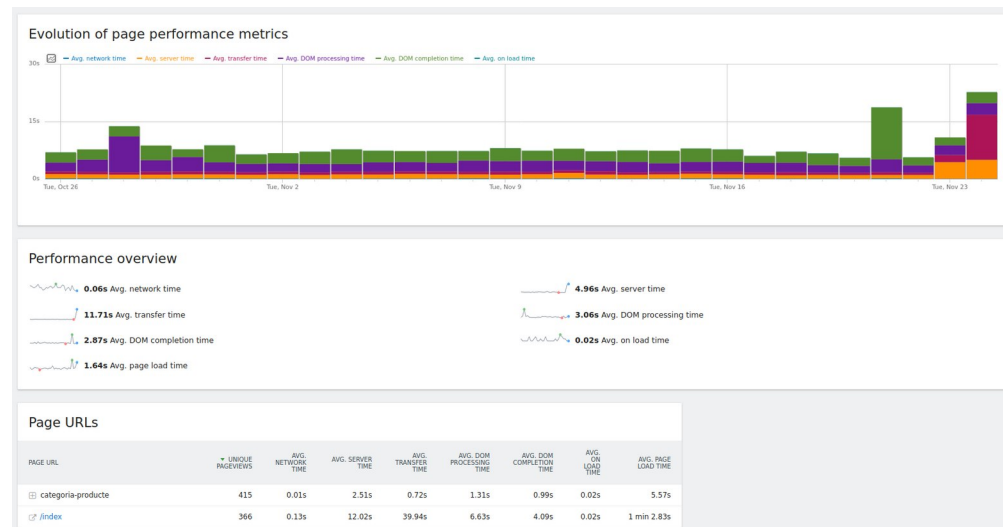 Evolution of page performance metrics
Avg. network time Avg. server time Avg. transfer time Avg. DOM processing time Avg. DOM completion time Avg. on load time
30s
15s
0s
Tue, Oct 26 Tue, Nov 2 Tue, Nov 9 Tue, Nov 16 Tue, Nov 23
Performance overview
0.06s Avg. network time
4.96s Avg. server time
11.71s Avg. transfer time
3.06s Avg. DOM processing time
2.87s Avg. DOM completion time
0.02s Avg. on load time
1.64s Avg. page load time
Page URLs
PAGE URL UNIQUE PAGEVIEWS AVG. NETWORK TIME AVG. SERVER TIME AVG. TRANSFER TIME AVG. DOM PROCESSING TIME AVG. DOM COMPLETION TIME AVG. ON LOAD TIME AVG. PAGE LOAD TIME
categoria-producte 415 0.01s 2.51s 0.72s 1.31s 0.99s 0.02s 5.57s
/index 366 0.13s 12.02s 39.94s 6.63s 4.09s 0.02s 1 min 2.83s